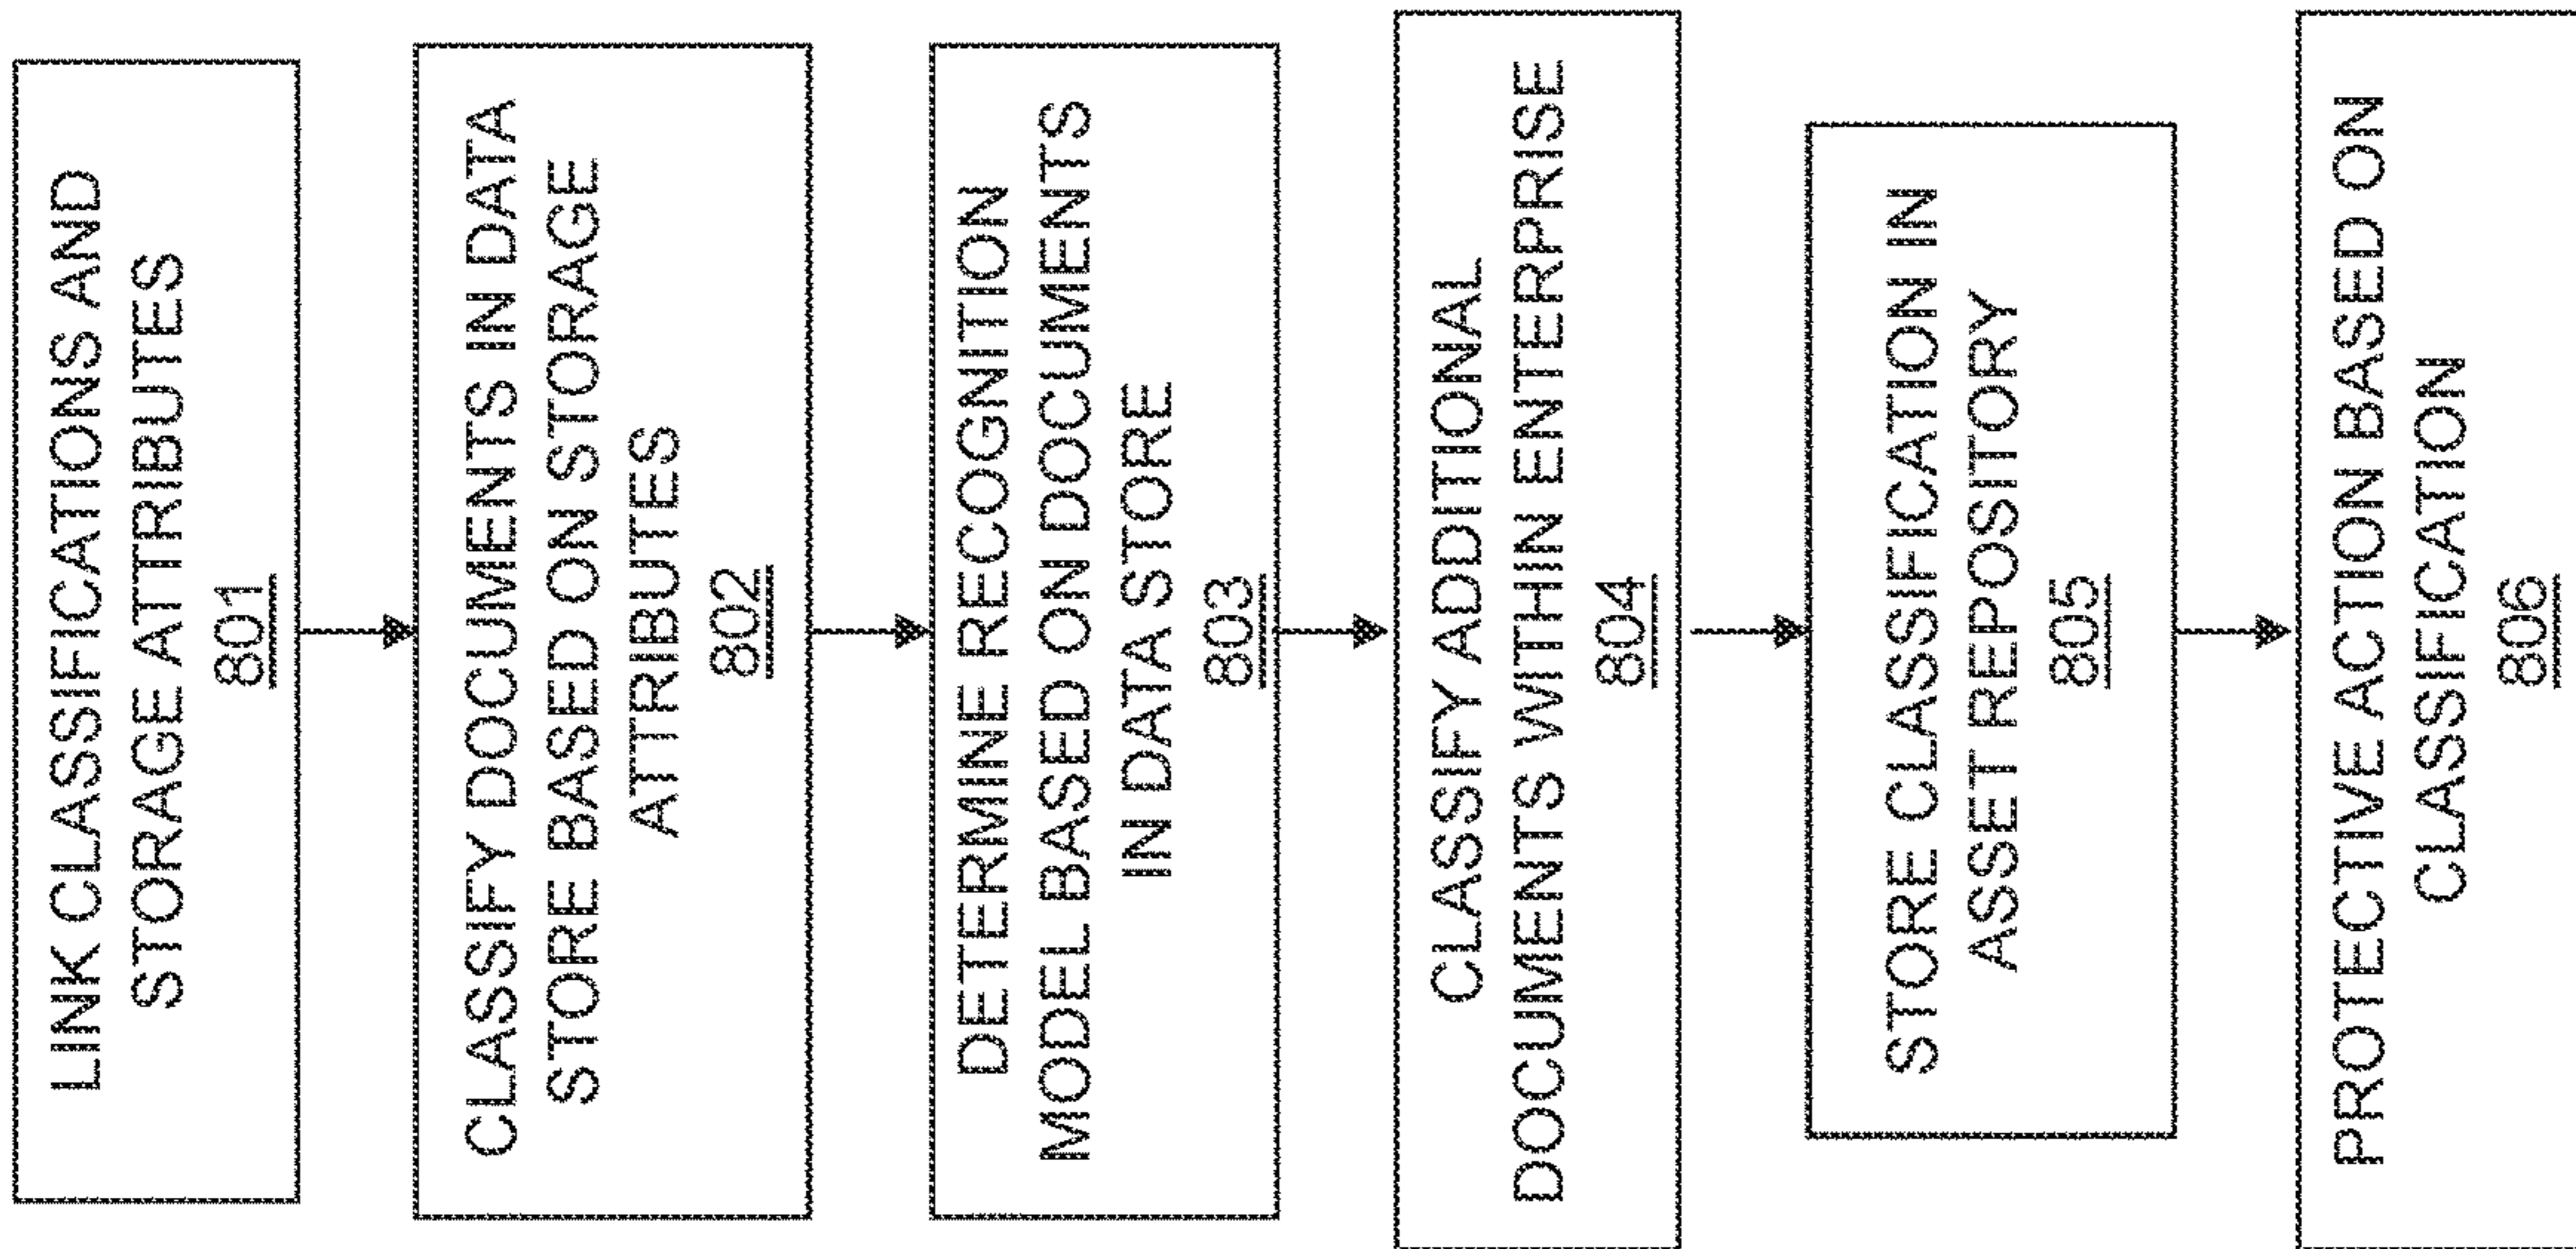 LINK CLASSIFICATIONS AND
STORAGE ATTRIBUTES
801
CLASSIFY DOCUMENTS IN DATA
STORE BASED ON STORAGE
ATTRIBUTES
802
DETERMINE RECOGNITION
MODEL BASED ON DOCUMENTS
IN DATA STORE
803
CLASSIFY ADDITIONAL
DOCUMENTS WITHIN ENTERPRISE
804
STORE CLASSIFICATION IN
ASSET REPOSITORY
805
PROTECTIVE ACTION BASED ON
CLASSIFICATION
806